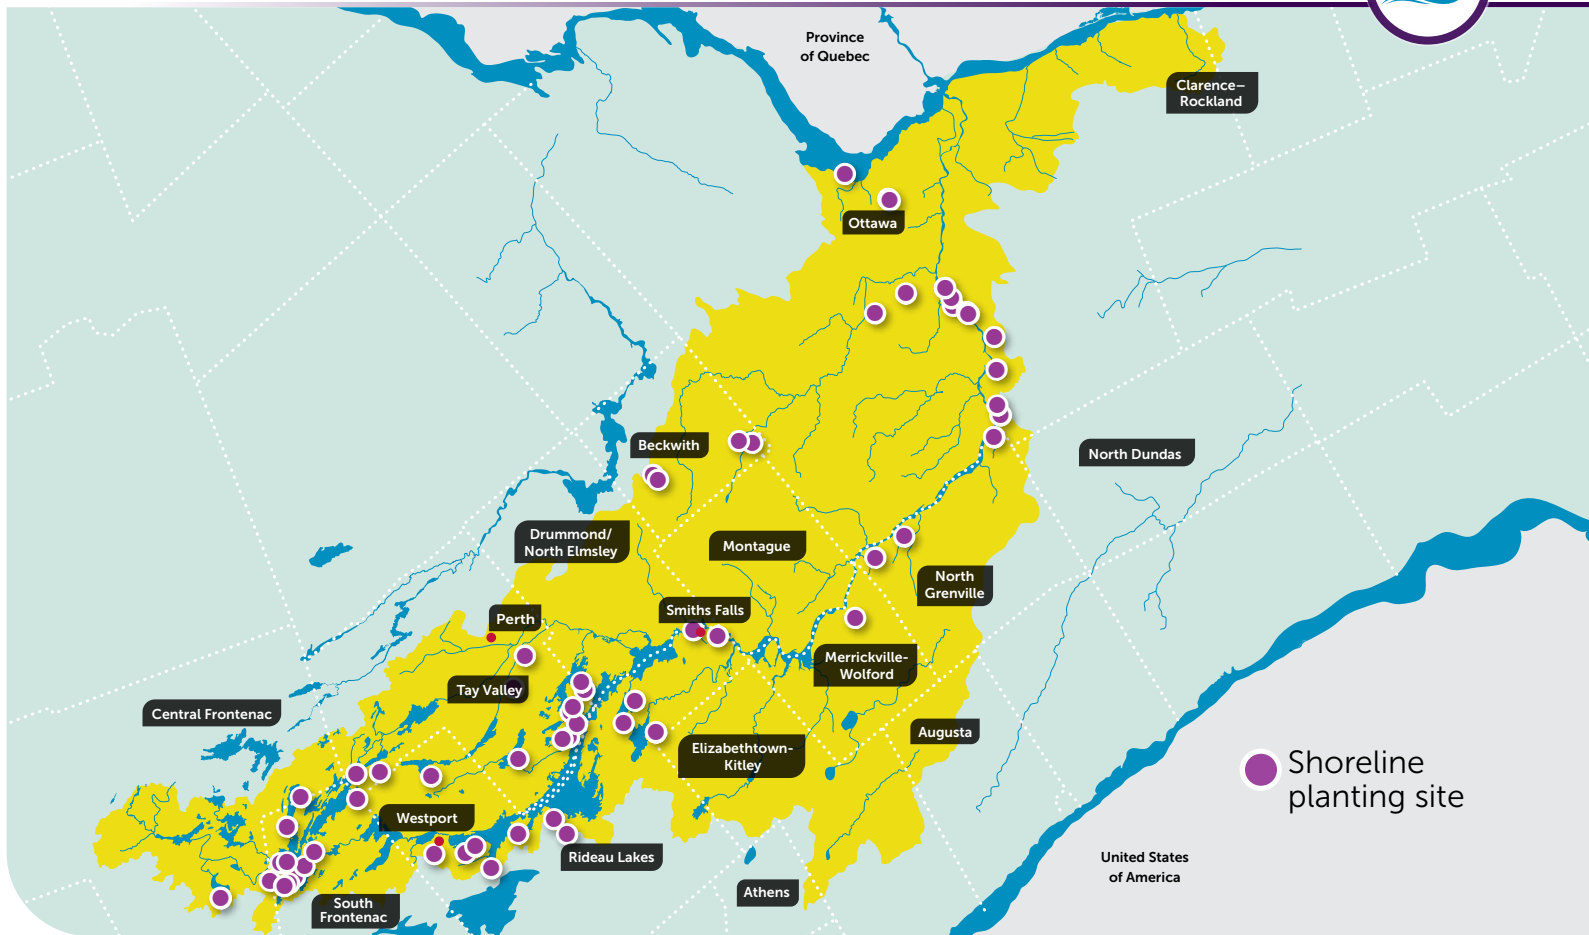 Province
of Quebec
Clarence–
Rockland
Ottawa
Beckwith
North Dundas
Drummond/
North Elmsley
Montague
North
Grenville
Smiths Falls
Perth
Merrickville-
Wolford
Tay Valley
Central Frontenac
Augusta
Elizabethtown-
Kitley
Shoreline
planting site
Westport
Rideau Lakes
United States
of America
Athens
South
Frontenac